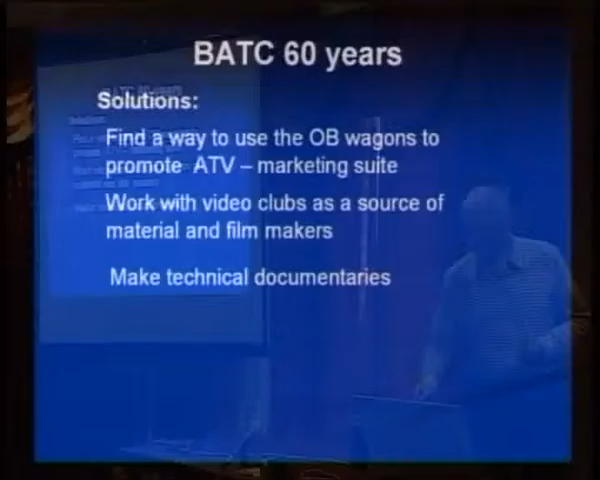 BATC 60 years
Solutions:
Find a way to use the OB wagons to
promote ATV – marketing suite
Work with video clubs as a source of
material and film makers
Make technical documentaries